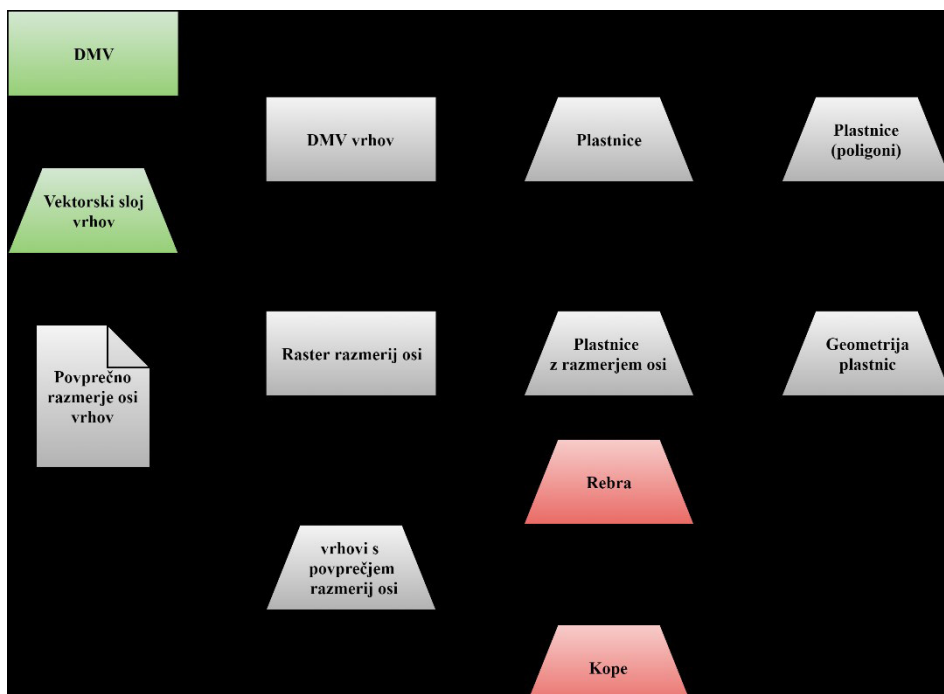 DMV
DMV vrhov
Plastnice
Plastnice
(poligoni)
Vektorski sloj
vrhov
Povprečno
razmerje osi
vrhov
Raster razmerij osi
Plastnice
z razmerjem osi
Geometrija
plastnic
Rebra
vrhovi s
povprečjem
razmerij osi
Kope